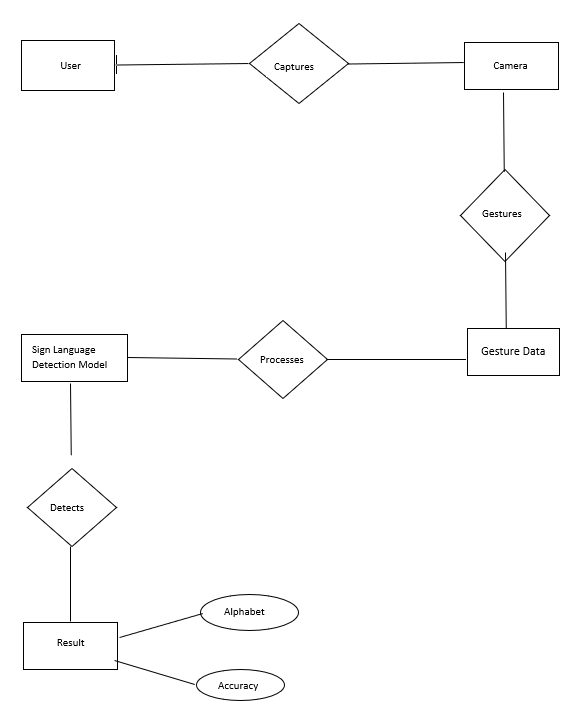 User
Captures
Camera
Gestures
Sign Language
Detection Model
Processes
Gesture Data
Detects
Alphabet
Result
Accuracy